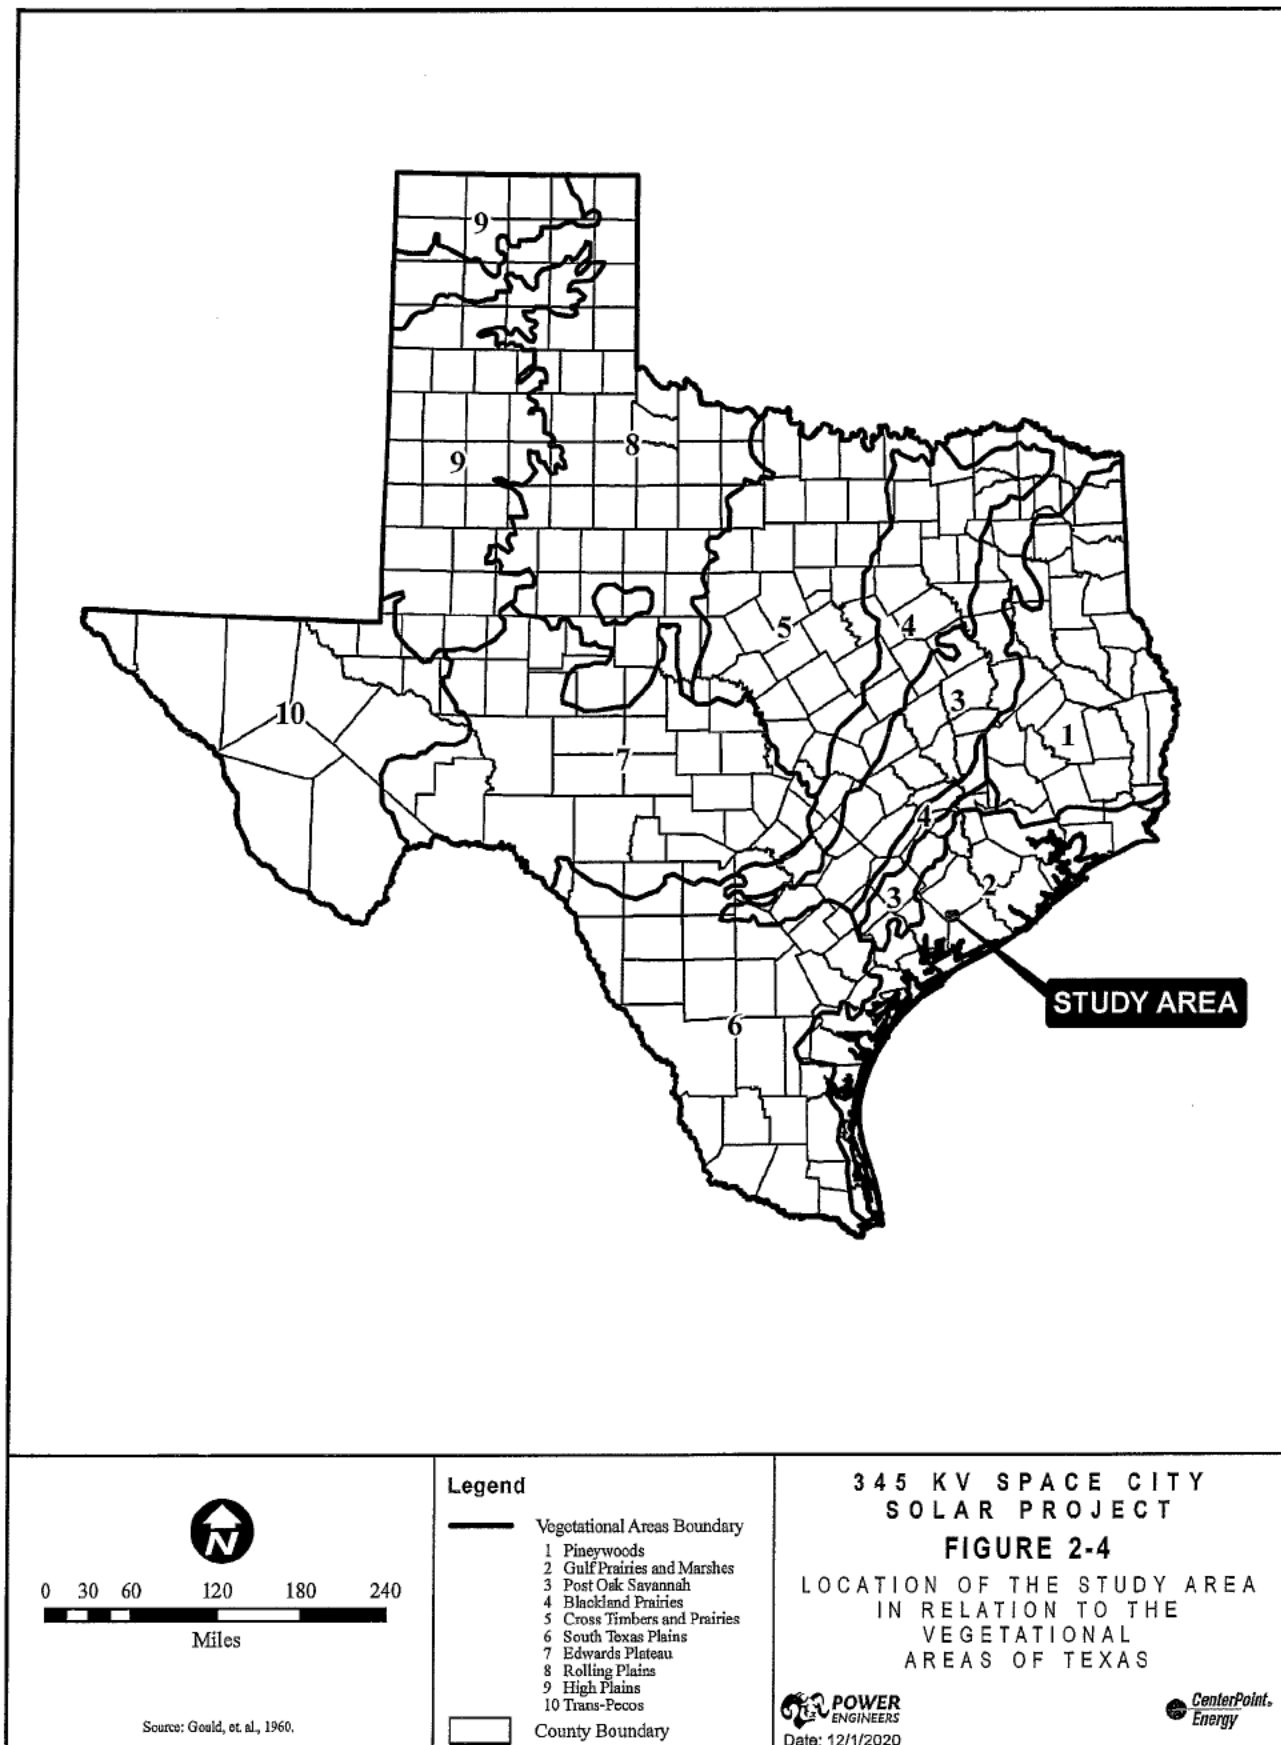 9
8
9
5
4
3
10
1
7
4
2
3
STUDY AREA
6
Legend
Vegetational Areas Boundary
1 Pineywoods
2 Gulf Prairies and Marshes
3 Post Oak Savannah
4 Blackland Prairies
5 Cross Timbers and Prairies
6 South Texas Plains
7 Edwards Plateau
8 Rolling Plains
9 High Plains
10 Trans-Pecos
County Boundary
N
0 30 60 120 180 240
Miles
Source: Gould, et. al., 1960.
345 KV SPACE CITY
SOLAR PROJECT
FIGURE 2-4
LOCATION OF THE STUDY AREA
IN RELATION TO THE
VEGETATIONAL
AREAS OF TEXAS
POWER
ENGINEERS
Date: 12/1/2020
CenterPoint.
Energy